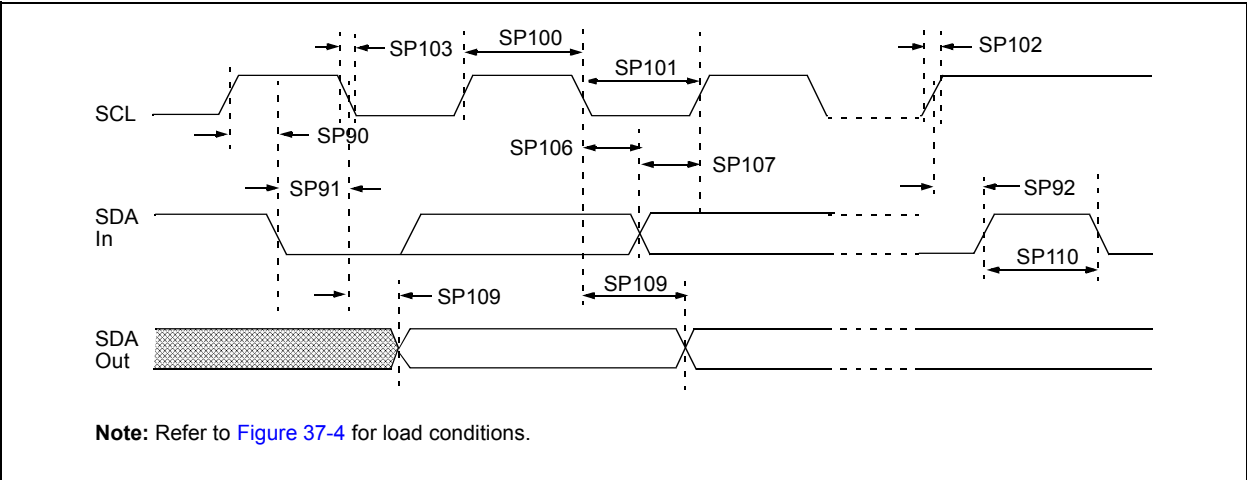 SP103
SP100
SP102
SP101
SCL
SP90
SP106
SP107
SP91
SP92
SDA
In
SP110
SP109
SP109
SDA
Out
Note: Refer to Figure 37-4 for load conditions.